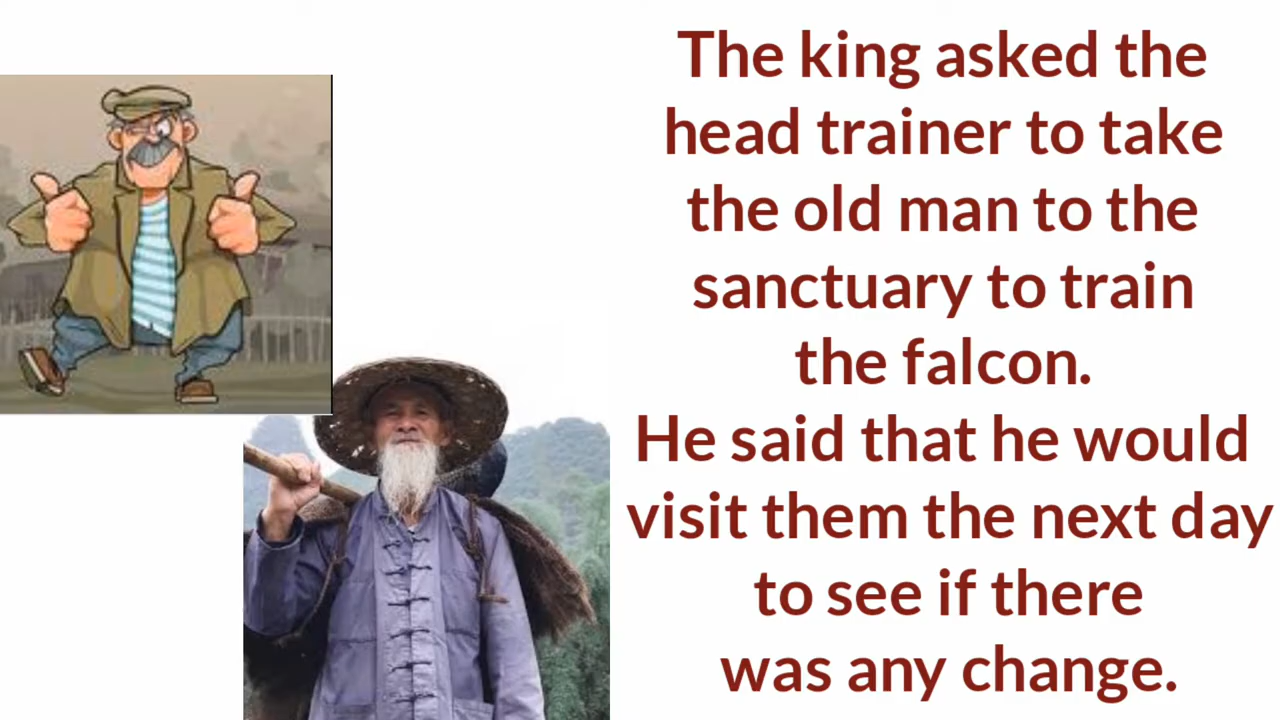 The king asked the
head trainer to take
the old man to the
sanctuary to train
the falcon.
He said that he would
visit them the next day
to see if there
was any change.